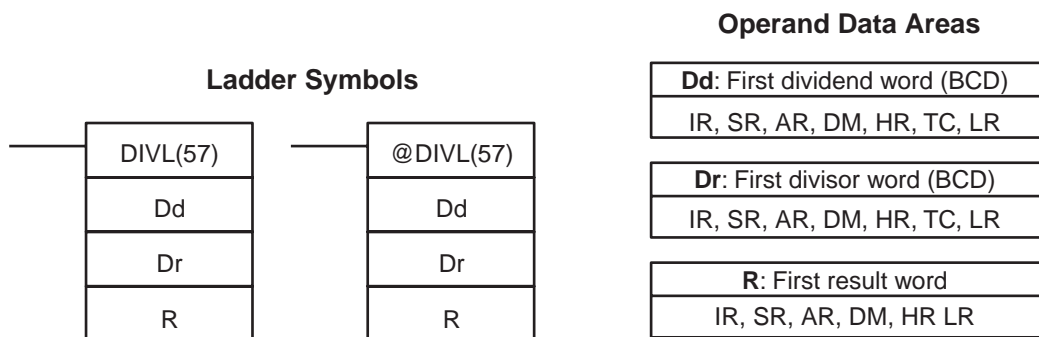 Ladder Symbols
DIVL(57)
Dd
Dr
R
@DIVL(57)
Dd
Dr
R
Operand Data Areas
Dd: First dividend word (BCD)
IR, SR, AR, DM, HR, TC, LR
Dr: First divisor word (BCD)
IR, SR, AR, DM, HR, TC, LR
R: First result word
IR, SR, AR, DM, HR LR